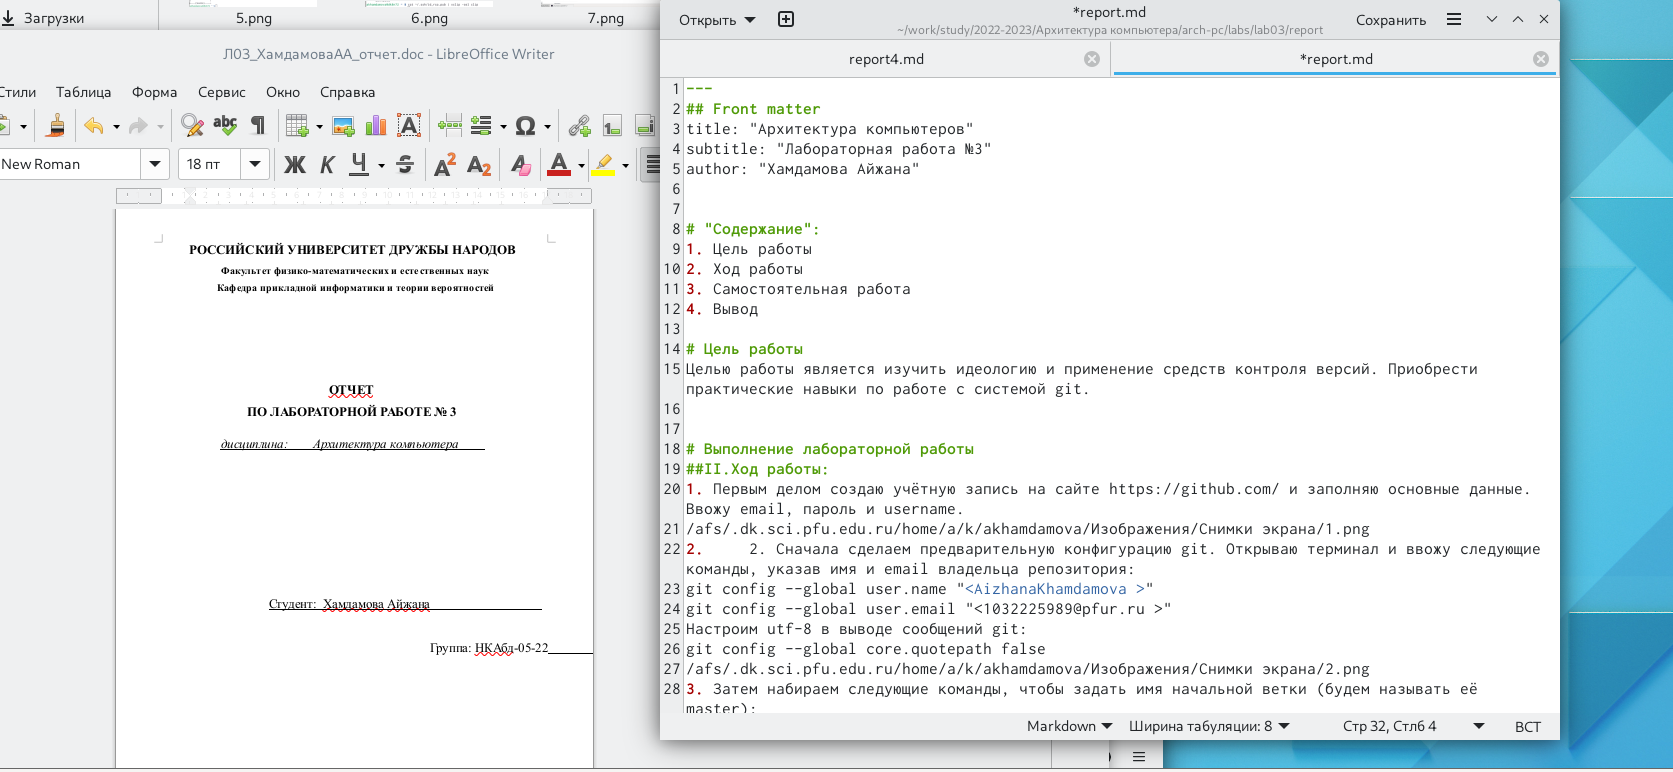 Загрузки
5.png
6.png
7.png
Л03_ХамдамоваАА_отчет.doc - LibreOffice Writer
Стили Таблица Форма Сервис Окно Справка
abc
New Roman
18 пт
Ж К Ч S A2 A2 A A
РОССИЙСКИЙ УНИВЕРСИТЕТ ДРУЖБЫ НАРОДОВ
Факультет физико-математических и естественных наук
Кафедра прикладной информатики и теории вероятностей
ОТЧЕТ
ПО ЛАБОРАТОРНОЙ РАБОТЕ № 3
дисциплина: Архитектура компьютера
Студент: Хамдамова Айжана
Группа: НКАбд-05-22
Открыть
*report.md
~/work/study/2022-2023/Архитектура компьютера/arch-pc/labs/lab03/report
Сохранить
report4.md
*report.md
1 ---
2 ## Front matter
3 title: "Архитектура компьютеров"
4 subtitle: "Лабораторная работа №3"
5 author: "Хамдамова Айжана"
6
7
8 # "Содержание":
9 1. Цель работы
10 2. Ход работы
11 3. Самостоятельная работа
12 4. Вывод
13
14 # Цель работы
15 Целью работы является изучить идеологию и применение средств контроля версий. Приобрести
практические навыки по работе с системой git.
16
17
18 # Выполнение лабораторной работы
19 ##II.Ход работы:
20 1. Первым делом создаю учётную запись на сайте https://github.com/ и заполняю основные данные.
Ввожу email, пароль и username.
21 /afs/.dk.sci.pfu.edu.ru/home/a/k/akhamdamova/Изображения/Снимки экрана/1.png
22 2. 2. Сначала сделаем предварительную конфигурацию git. Открываю терминал и ввожу следующие
команды, указав имя и email владельца репозитория:
23 git config --global user.name "<AizhanaKhamdamova >"
24 git config --global user.email "<1032225989@pfur.ru >"
25 Настроим utf-8 в выводе сообщений git:
26 git config --global core.quotepath false
27 /afs/.dk.sci.pfu.edu.ru/home/a/k/akhamdamova/Изображения/Снимки экрана/2.png
28 3. Затем набираем следующие команды, чтобы задать имя начальной ветки (будем называть её
master):
Markdown
Ширина табуляции: 8
Стр 32, Стлб 4
ВСТ